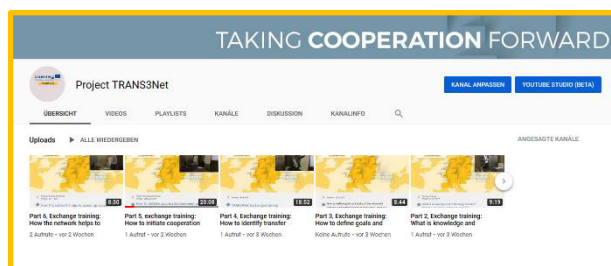 TAKING COOPERATION FORWARD
Project TRANS3Net
KANAL ANPASSEN
YOUTUBE STUDIO (BETA)
ÜBERSICHT VIDEOS PLAYLISTS KANÄLE DISKUSSION KANALINFO
Uploads ALLE WIEDERGEBEN
ANGESAGTE KANÄLE
8:30
20:08
18:52
8:44
9:19
Part 6, Exchange training:
How the network helps to
2 Aufrufe - vor 2 Wochen
Part 5, exchange training:
How to initiate cooperation
1 Aufruf - vor 2 Wochen
Part 4, Exchange training:
How to identify transfer
1 Aufruf - vor 3 Wochen
Part 3, Exchange training:
How to define goals and
Keine Aufrufe - vor 3 Wochen
Part 2, Exchange training:
What is knowledge and
1 Aufruf - vor 3 Wochen